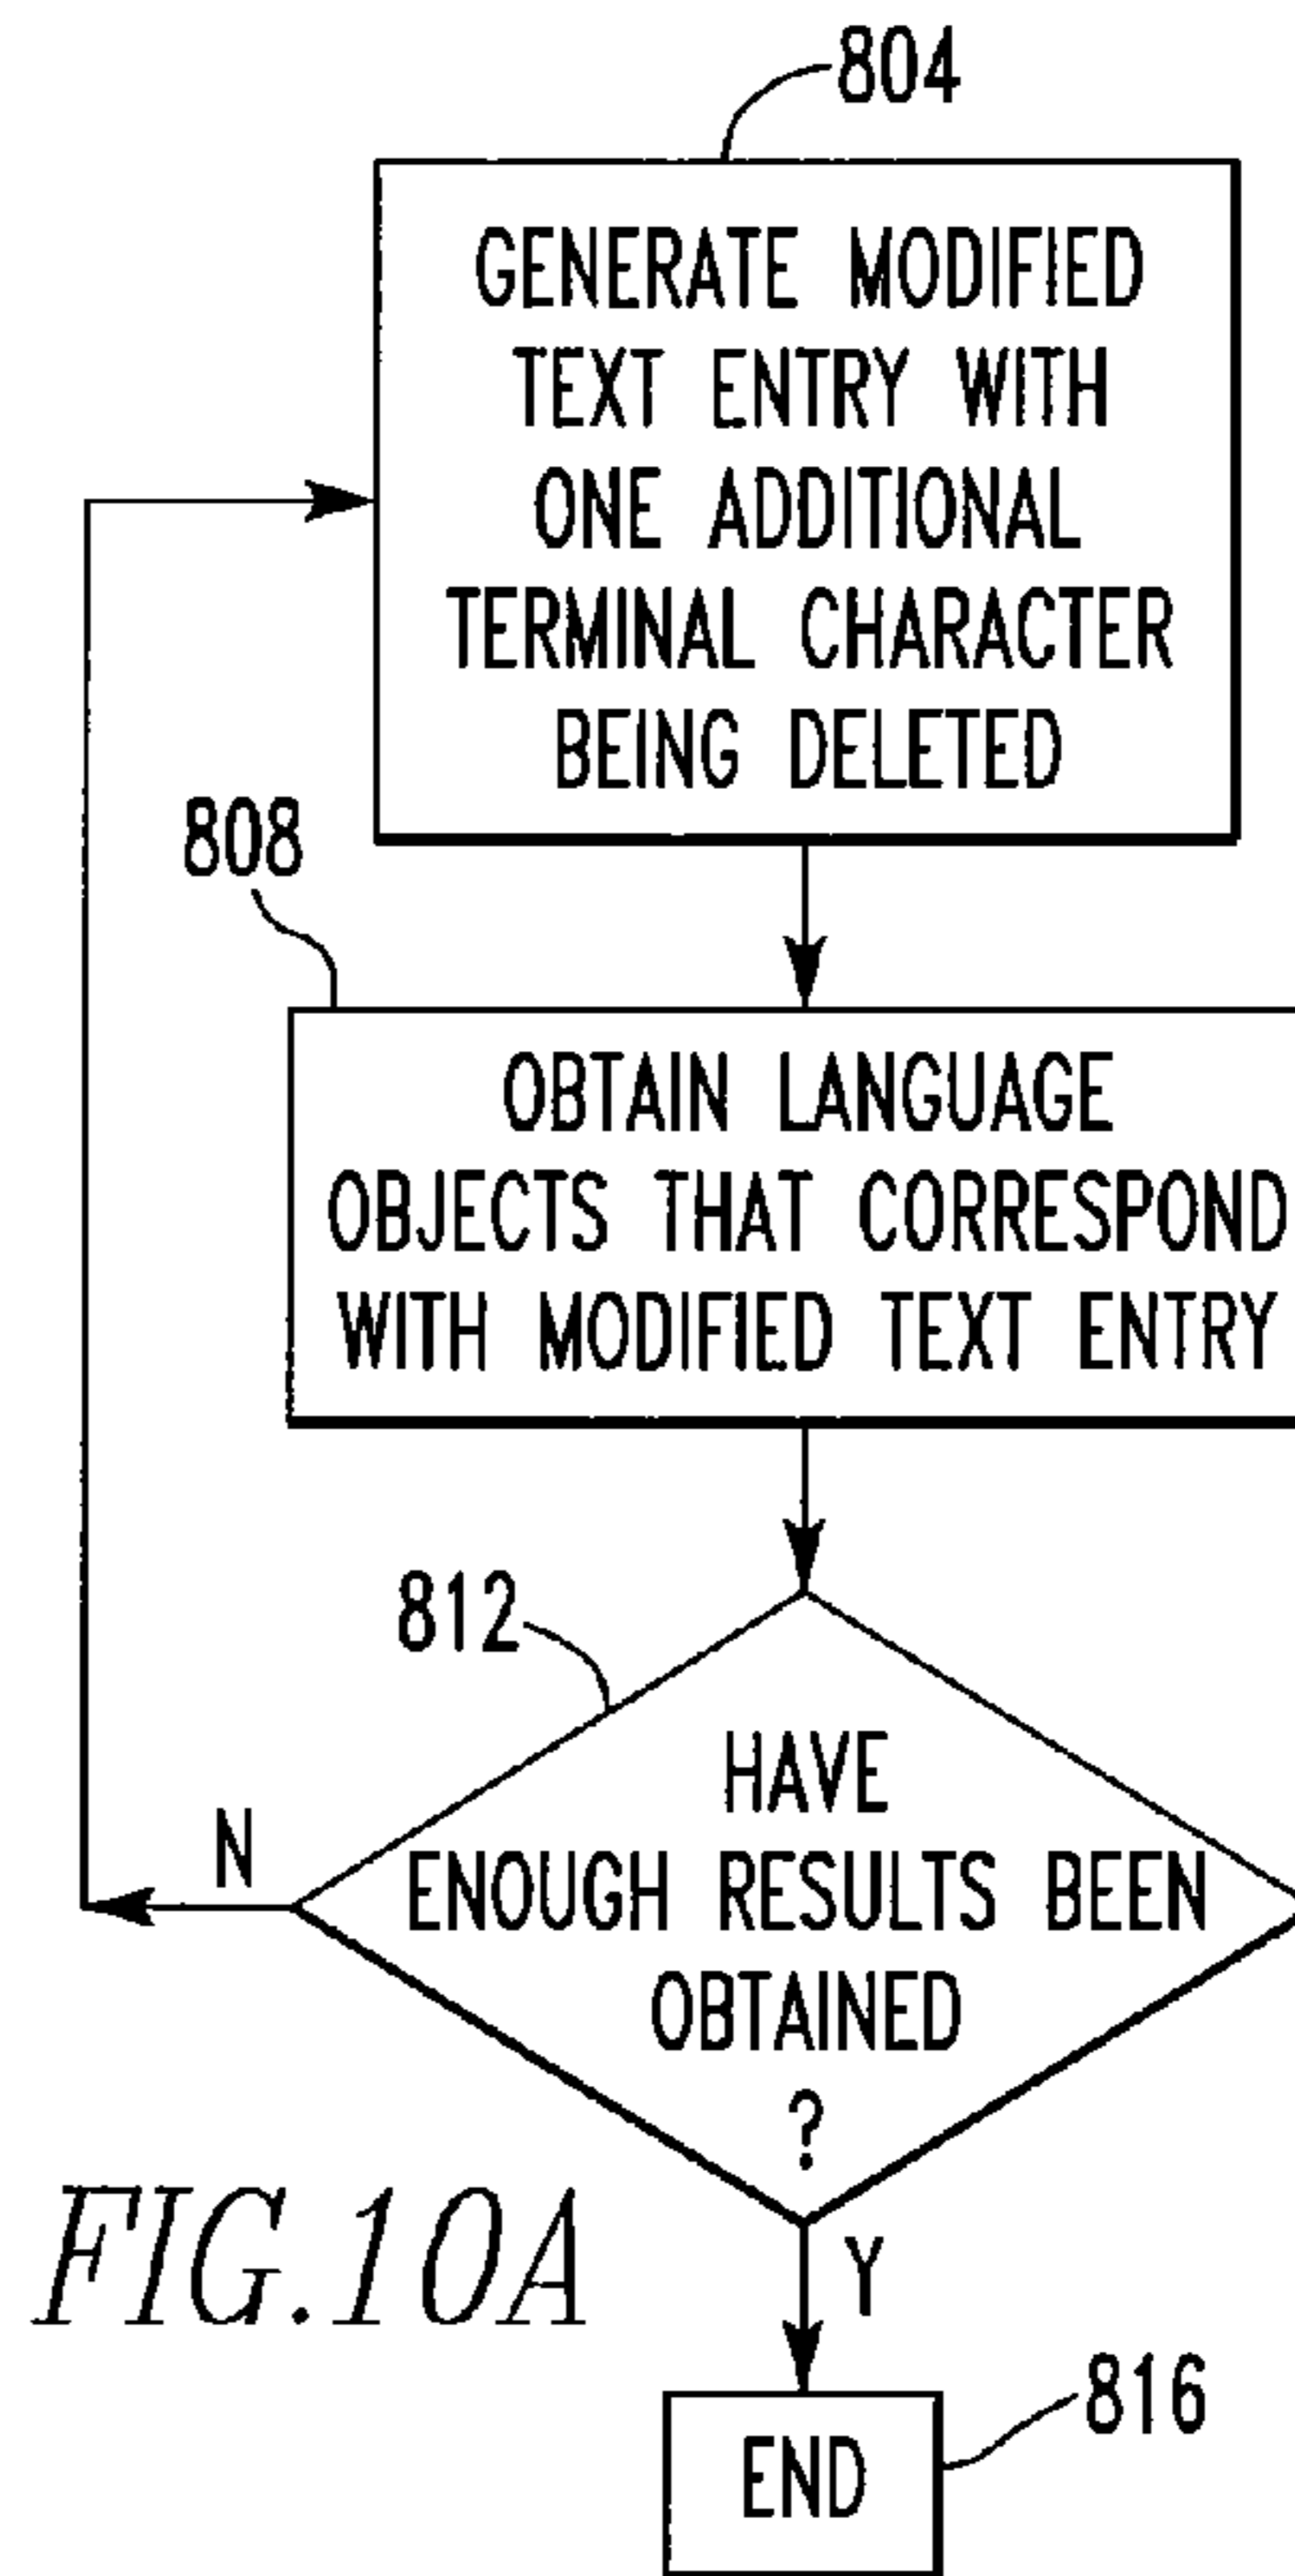 804
GENERATE MODIFIED
TEXT ENTRY WITH
ONE ADDITIONAL
TERMINAL CHARACTER
BEING DELETED
808
OBTAIN LANGUAGE
OBJECTS THAT CORRESPOND
WITH MODIFIED TEXT ENTRY
812
HAVE
ENOUGH RESULTS BEEN
OBTAINED
?
N
Y
FIG.10A
816
END